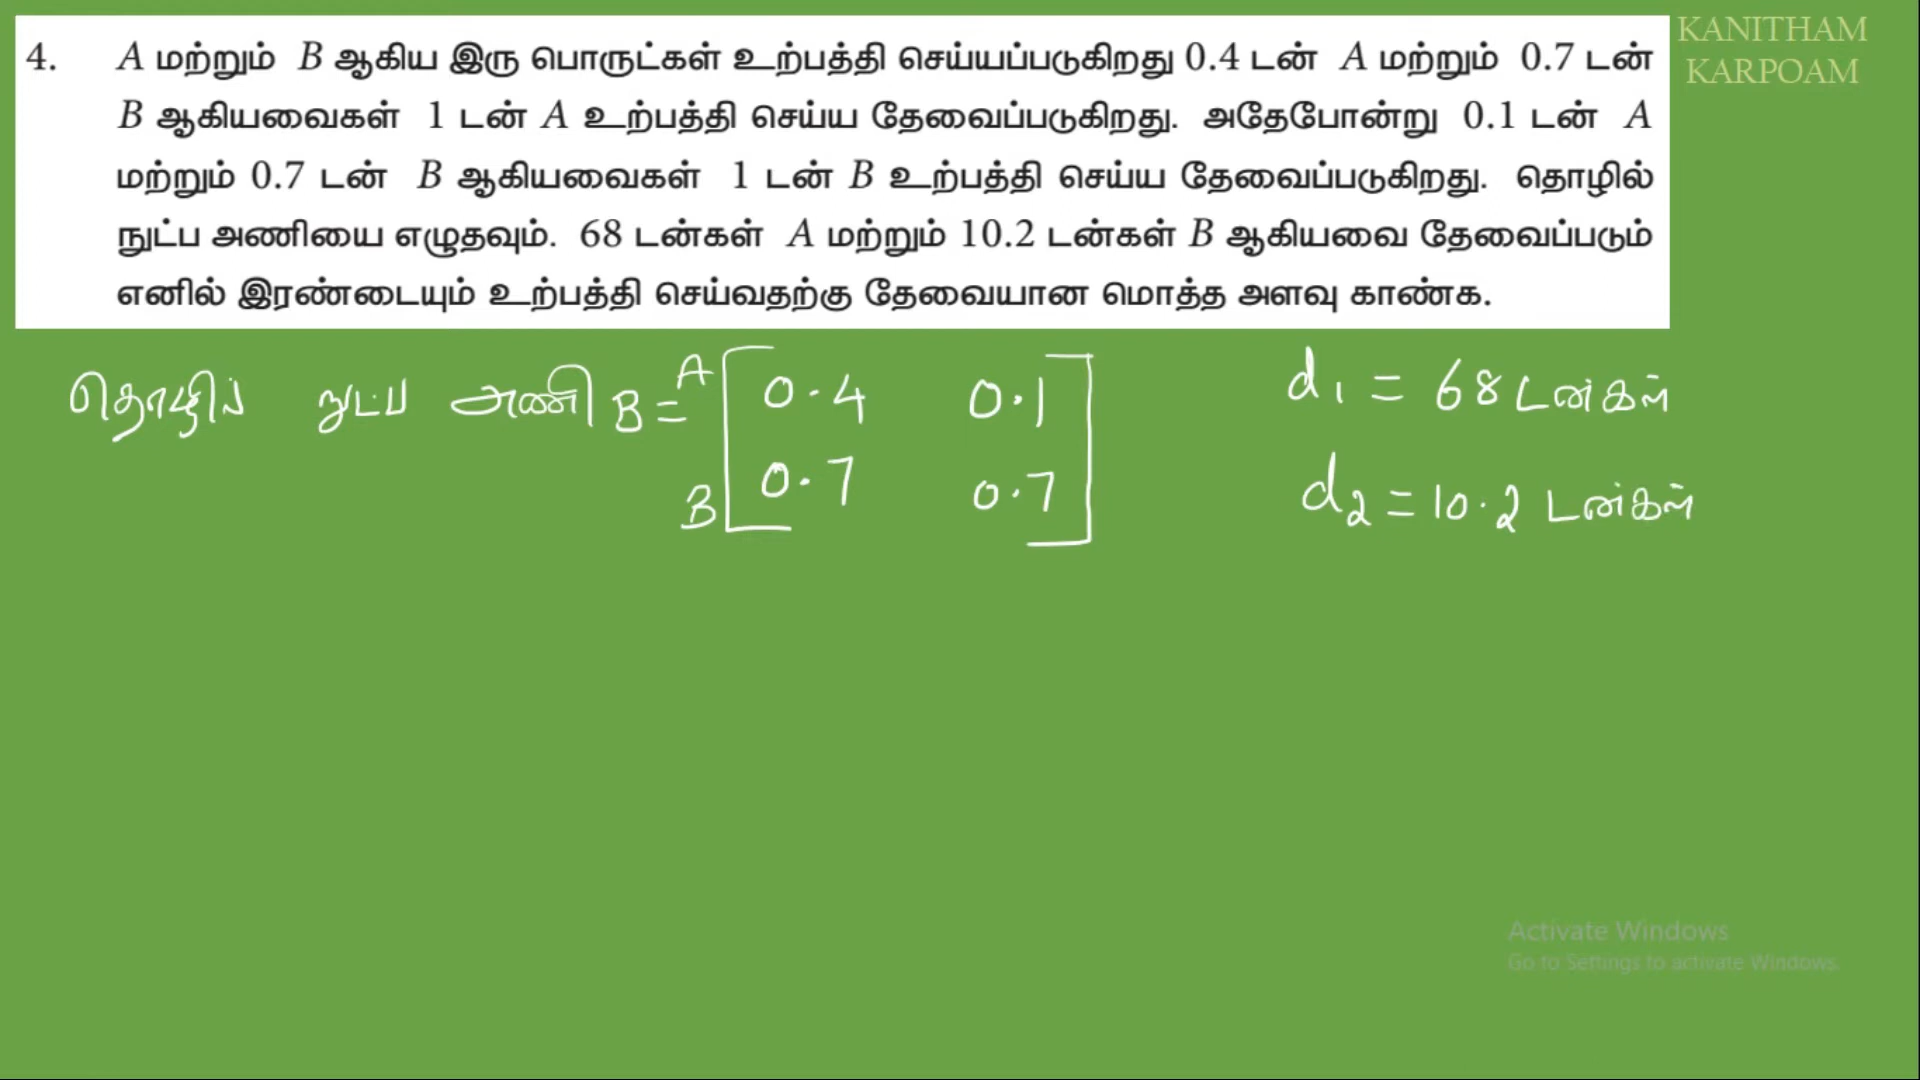 KANITHAM
KARPOAM
4. A மற்றும் B ஆகிய இரு பொருட்கள் உற்பத்தி செய்யப்படுகிறது 0.4 டன் A மற்றும் 0.7 டன்
B ஆகியவைகள் 1 டன் A உற்பத்தி செய்ய தேவைப்படுகிறது. அதேபோன்று 0.1 டன் A
மற்றும் 0.7 டன் B ஆகியவைகள் 1 டன் B உற்பத்தி செய்ய தேவைப்படுகிறது. தொழில்
நுட்ப அணியை எழுதவும். 68 டன்கள் A மற்றும் 10.2 டன்கள் B ஆகியவை தேவைப்படும்
எனில் இரண்டையும் உற்பத்தி செய்வதற்கு தேவையான மொத்த அளவு காண்க.
தொழில் நுட்ப அணி B = A 0.4 0.1 d1 = 68 டன்கள்
B 0.7 0.7 d2 = 10.2 டன்கள்
Activate Windows
Go to Settings to activate Windows.